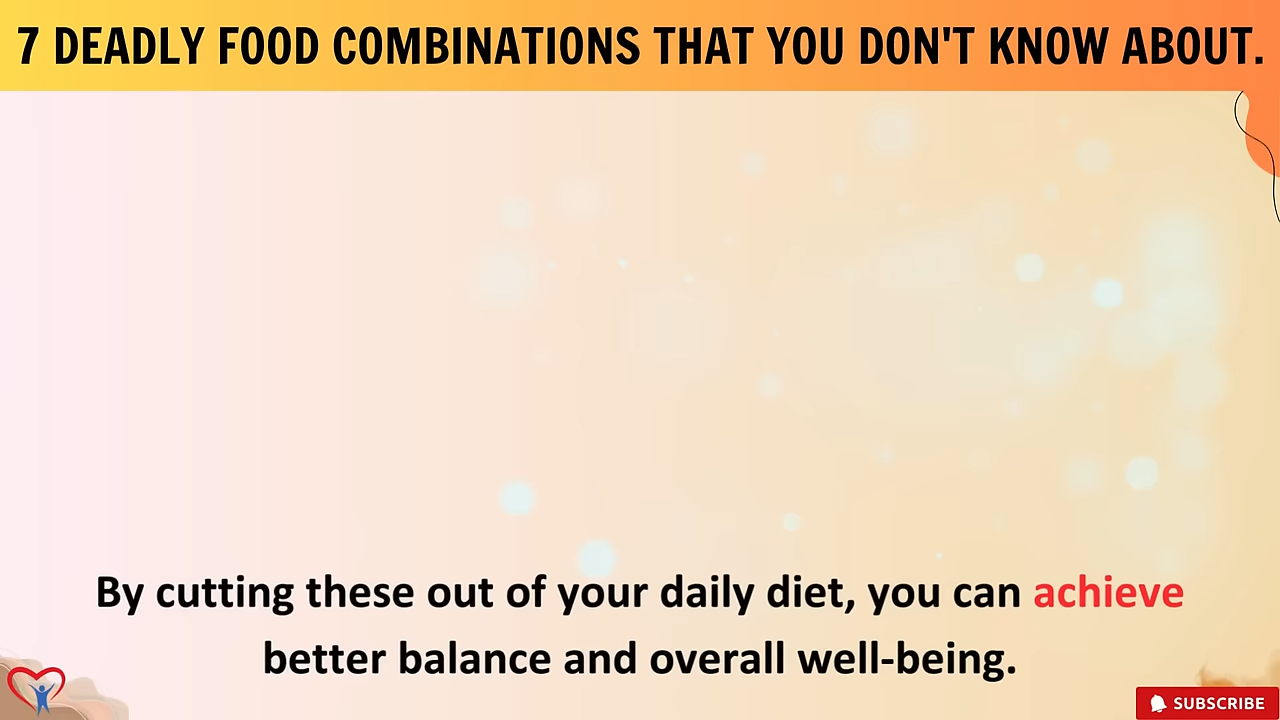 7 DEADLY FOOD COMBINATIONS THAT YOU DON'T KNOW ABOUT.
By cutting these out of your daily diet, you can achieve
better balance and overall well-being.
SUBSCRIBE